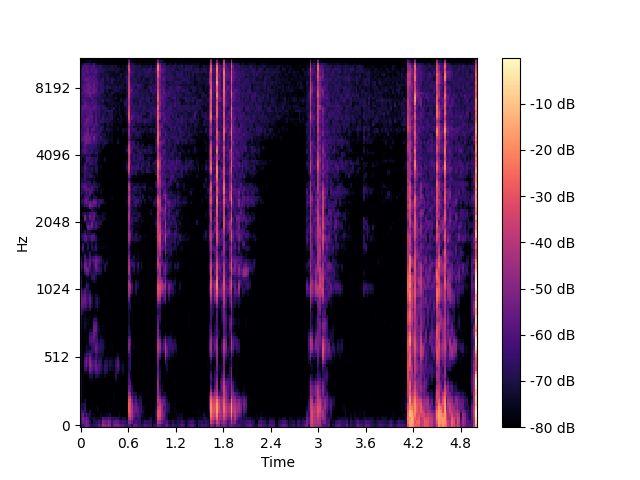 8192
4096
2048
1024
512
0
Hz
0 0.6 1.2 1.8 2.4 3 3.6 4.2 4.8
Time
-10 dB
-20 dB
-30 dB
-40 dB
-50 dB
-60 dB
-70 dB
-80 dB